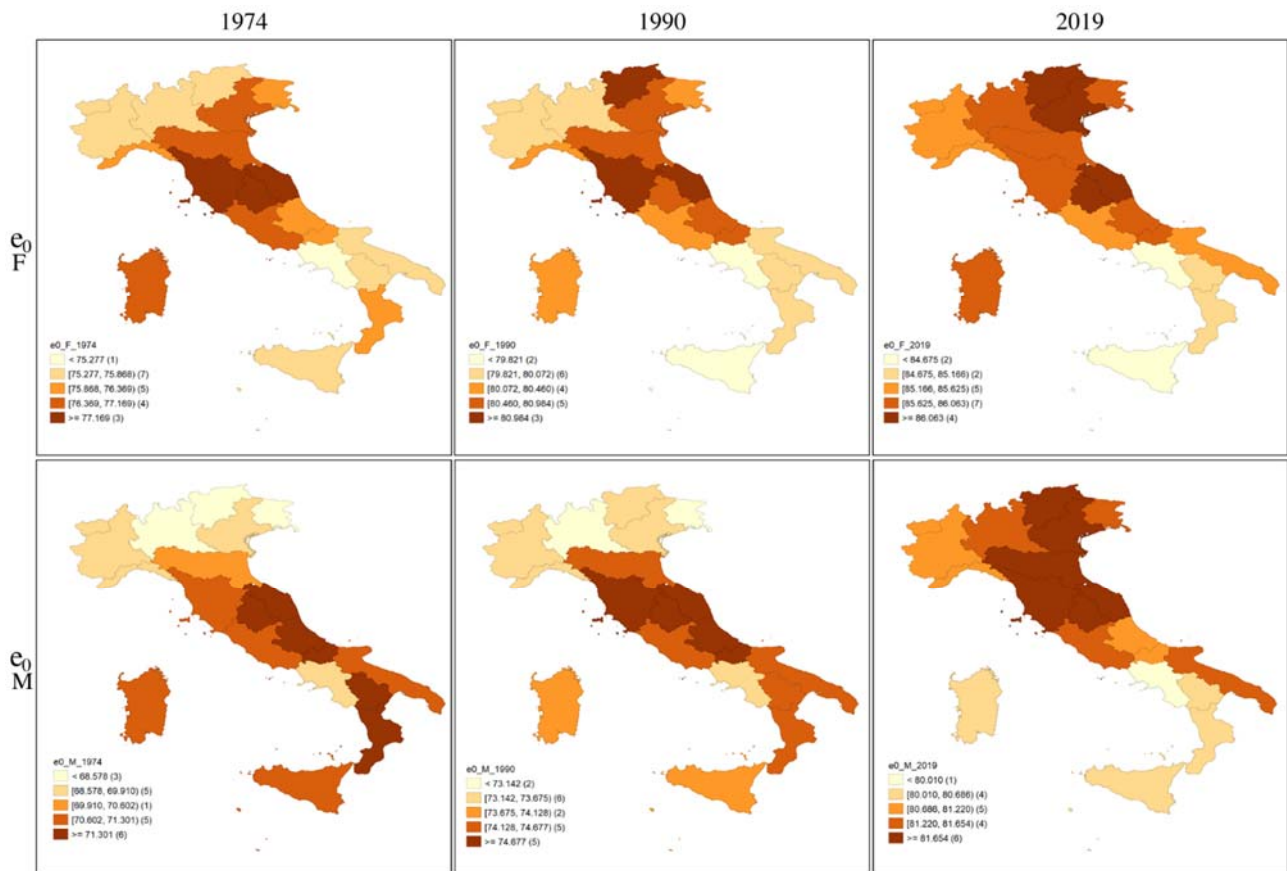 1974
1990
2019
e0
F
e0_F_1974
< 75.277 (1)
[75.277, 75.868) (7)
[75.868, 76.369) (5)
[76.369, 77.169) (4)
>= 77.169 (3)
e0_F_1990
< 79.821 (2)
[79.821, 80.072) (6)
[80.072, 80.460) (4)
[80.460, 80.984) (5)
>= 80.984 (3)
e0_F_2019
< 84.675 (2)
[84.675, 85.166) (2)
[85.166, 85.625) (5)
[85.625, 86.063) (7)
>= 86.063 (4)
e0
M
e0_M_1974
< 68.578 (3)
[68.578, 69.910) (5)
[69.910, 70.602) (1)
[70.602, 71.301) (5)
>= 71.301 (6)
e0_M_1990
< 73.142 (2)
[73.142, 73.675) (6)
[73.675, 74.128) (2)
[74.128, 74.677) (5)
>= 74.677 (5)
e0_M_2019
< 80.010 (1)
[80.010, 80.686) (4)
[80.686, 81.220) (5)
[81.220, 81.654) (4)
>= 81.654 (6)